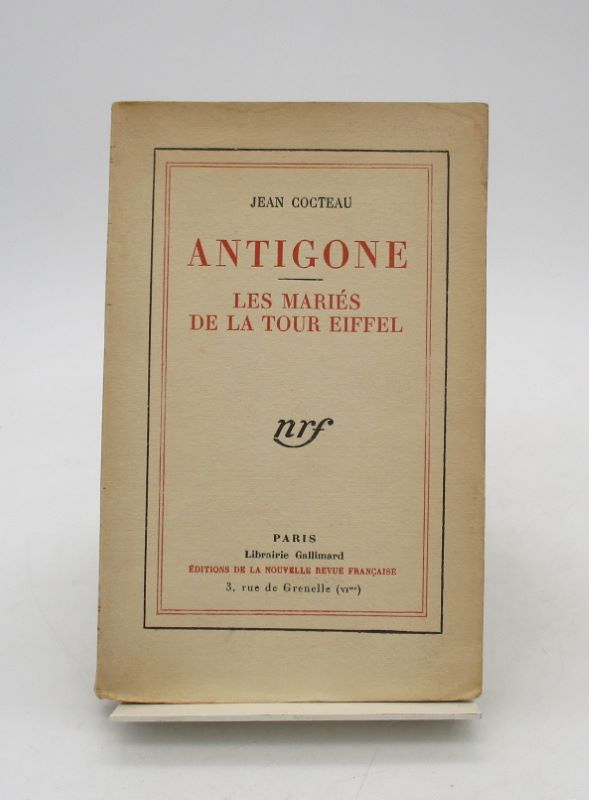 JEAN COCTEAU
ANTIGONE
LES MARIÉS
DE LA TOUR EIFFEL
nrf
PARIS
Librairie Gallimard
ÉDITIONS DE LA NOUVELLE REVUE FRANÇAISE
3, rue de Grenelle (VIme)